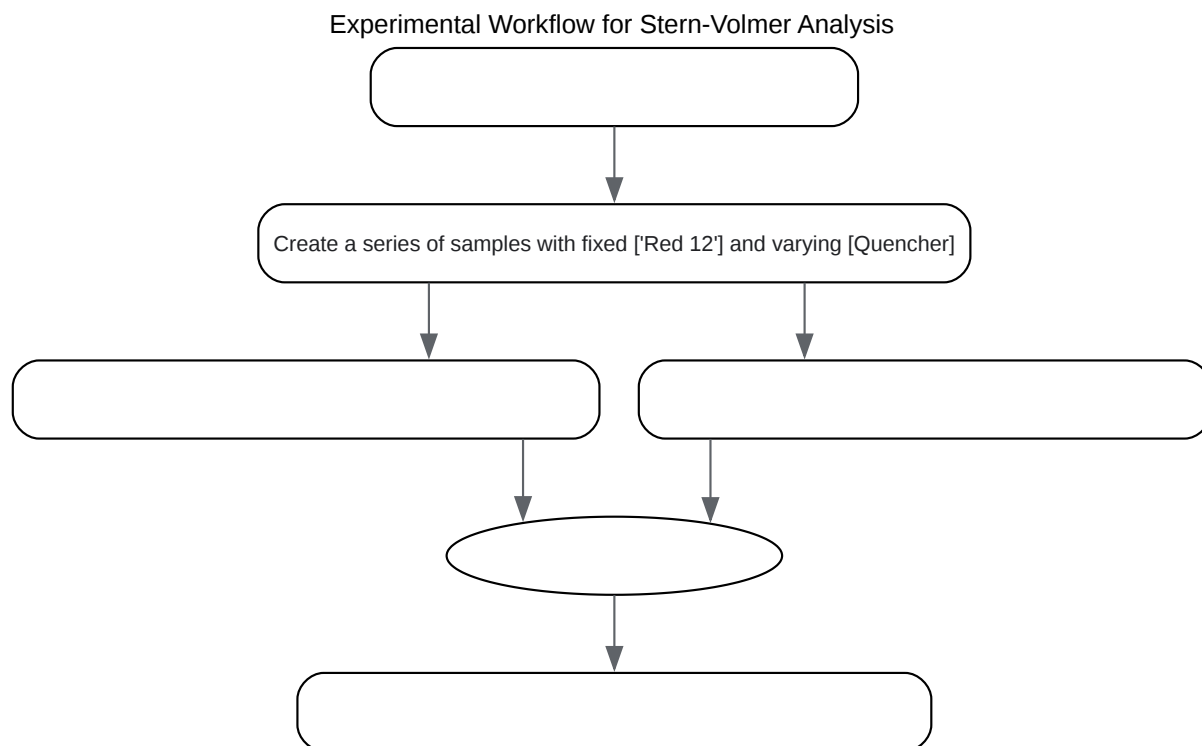 Experimental Workflow for Stern-Volmer Analysis
Create a series of samples with fixed ['Red 12'] and varying [Quencher]